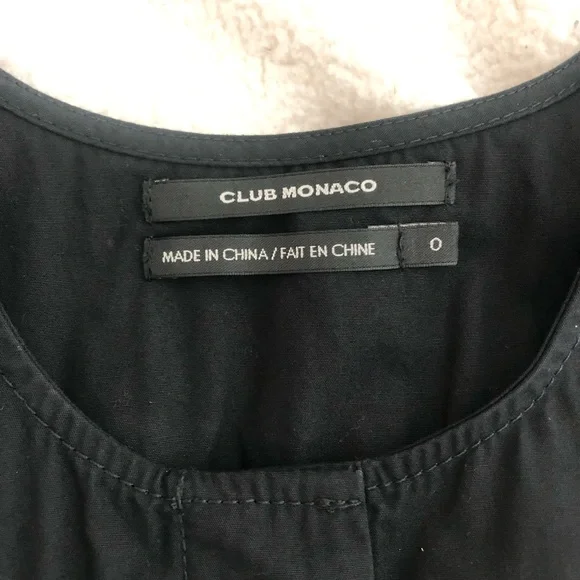 CLUB MONACO
MADE IN CHINA / FAIT EN CHINE 0